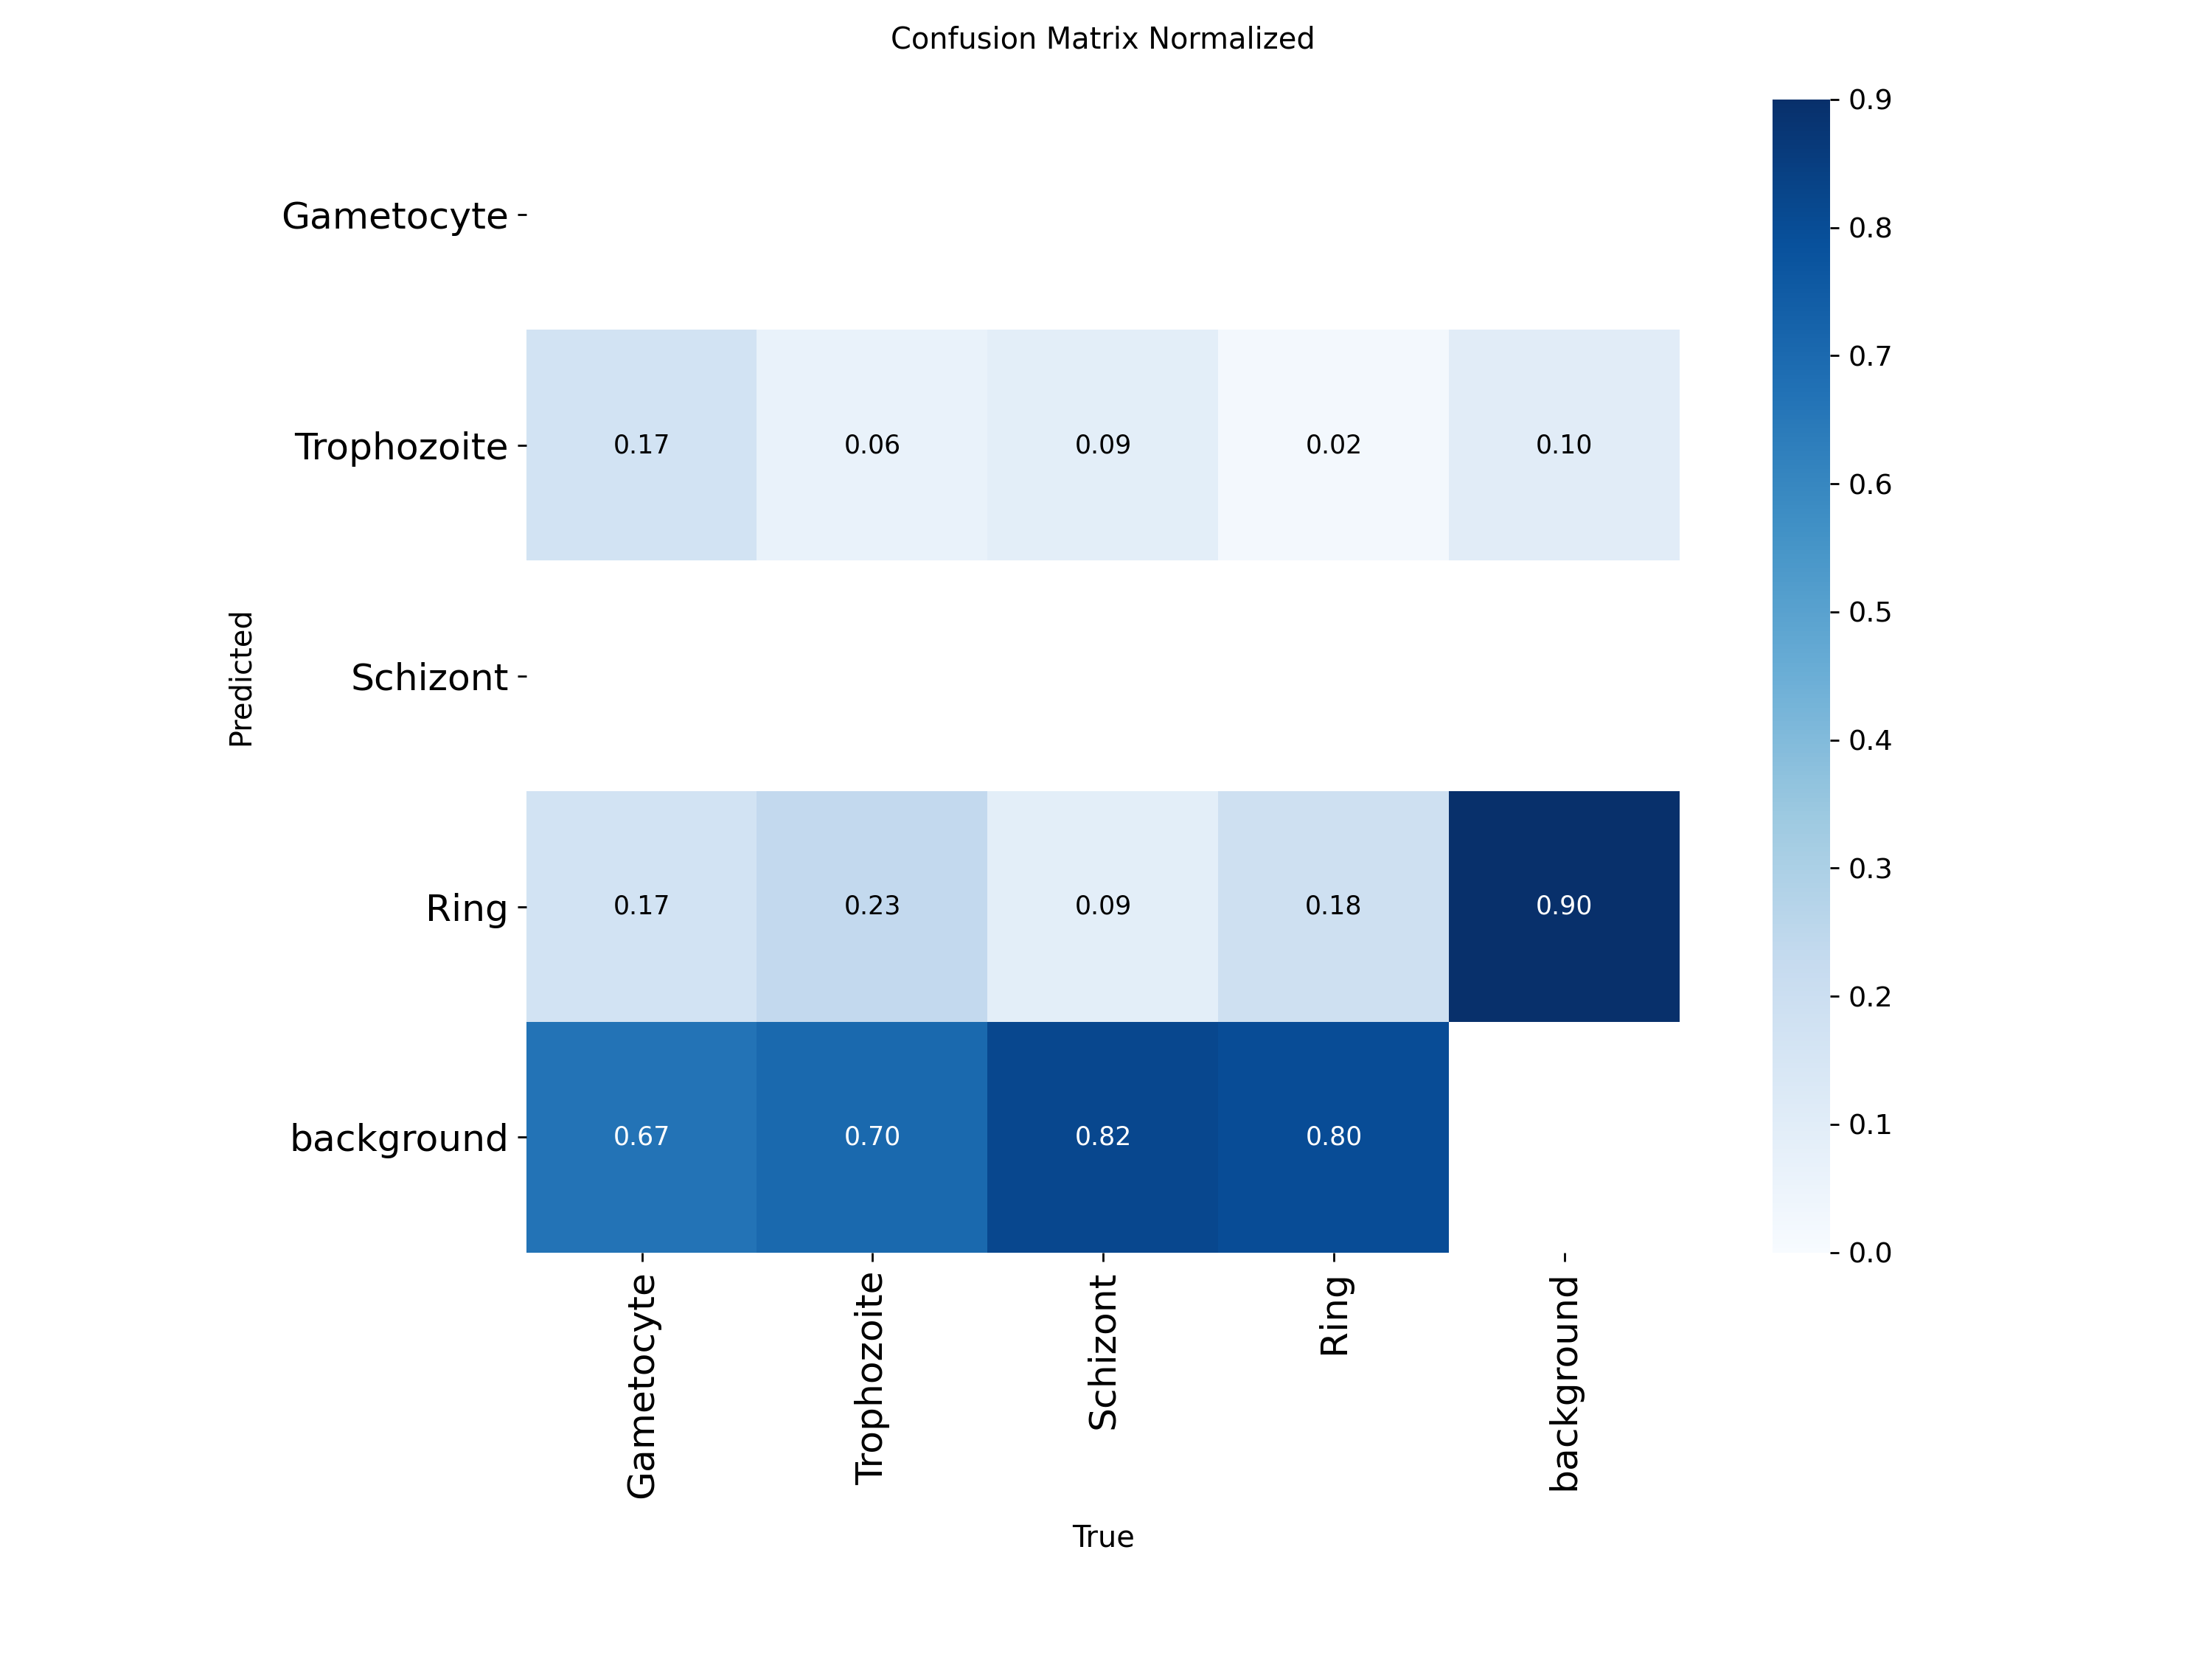 Confusion Matrix Normalized
Gametocyte
Trophozoite 0.17 0.06 0.09 0.02 0.10
Schizont
Ring 0.17 0.23 0.09 0.18 0.90
background 0.67 0.70 0.82 0.80
Predicted
Gametocyte Trophozoite Schizont Ring background
True
0.9
0.8
0.7
0.6
0.5
0.4
0.3
0.2
0.1
0.0